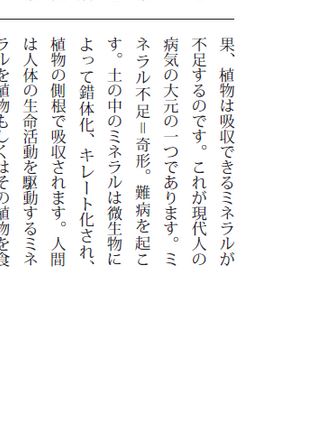 果、植物は吸収できるミネラルが
不足するのです。これが現代人の
病気の大元の一つであります。ミ
ネラル不足＝奇形。難病を起こ
す。土の中のミネラルは微生物に
よって錯体化、キレート化され、
植物の側根で吸収されます。人間
は人体の生命活動を駆動するミネ
ラルを植物もしくはその植物を食